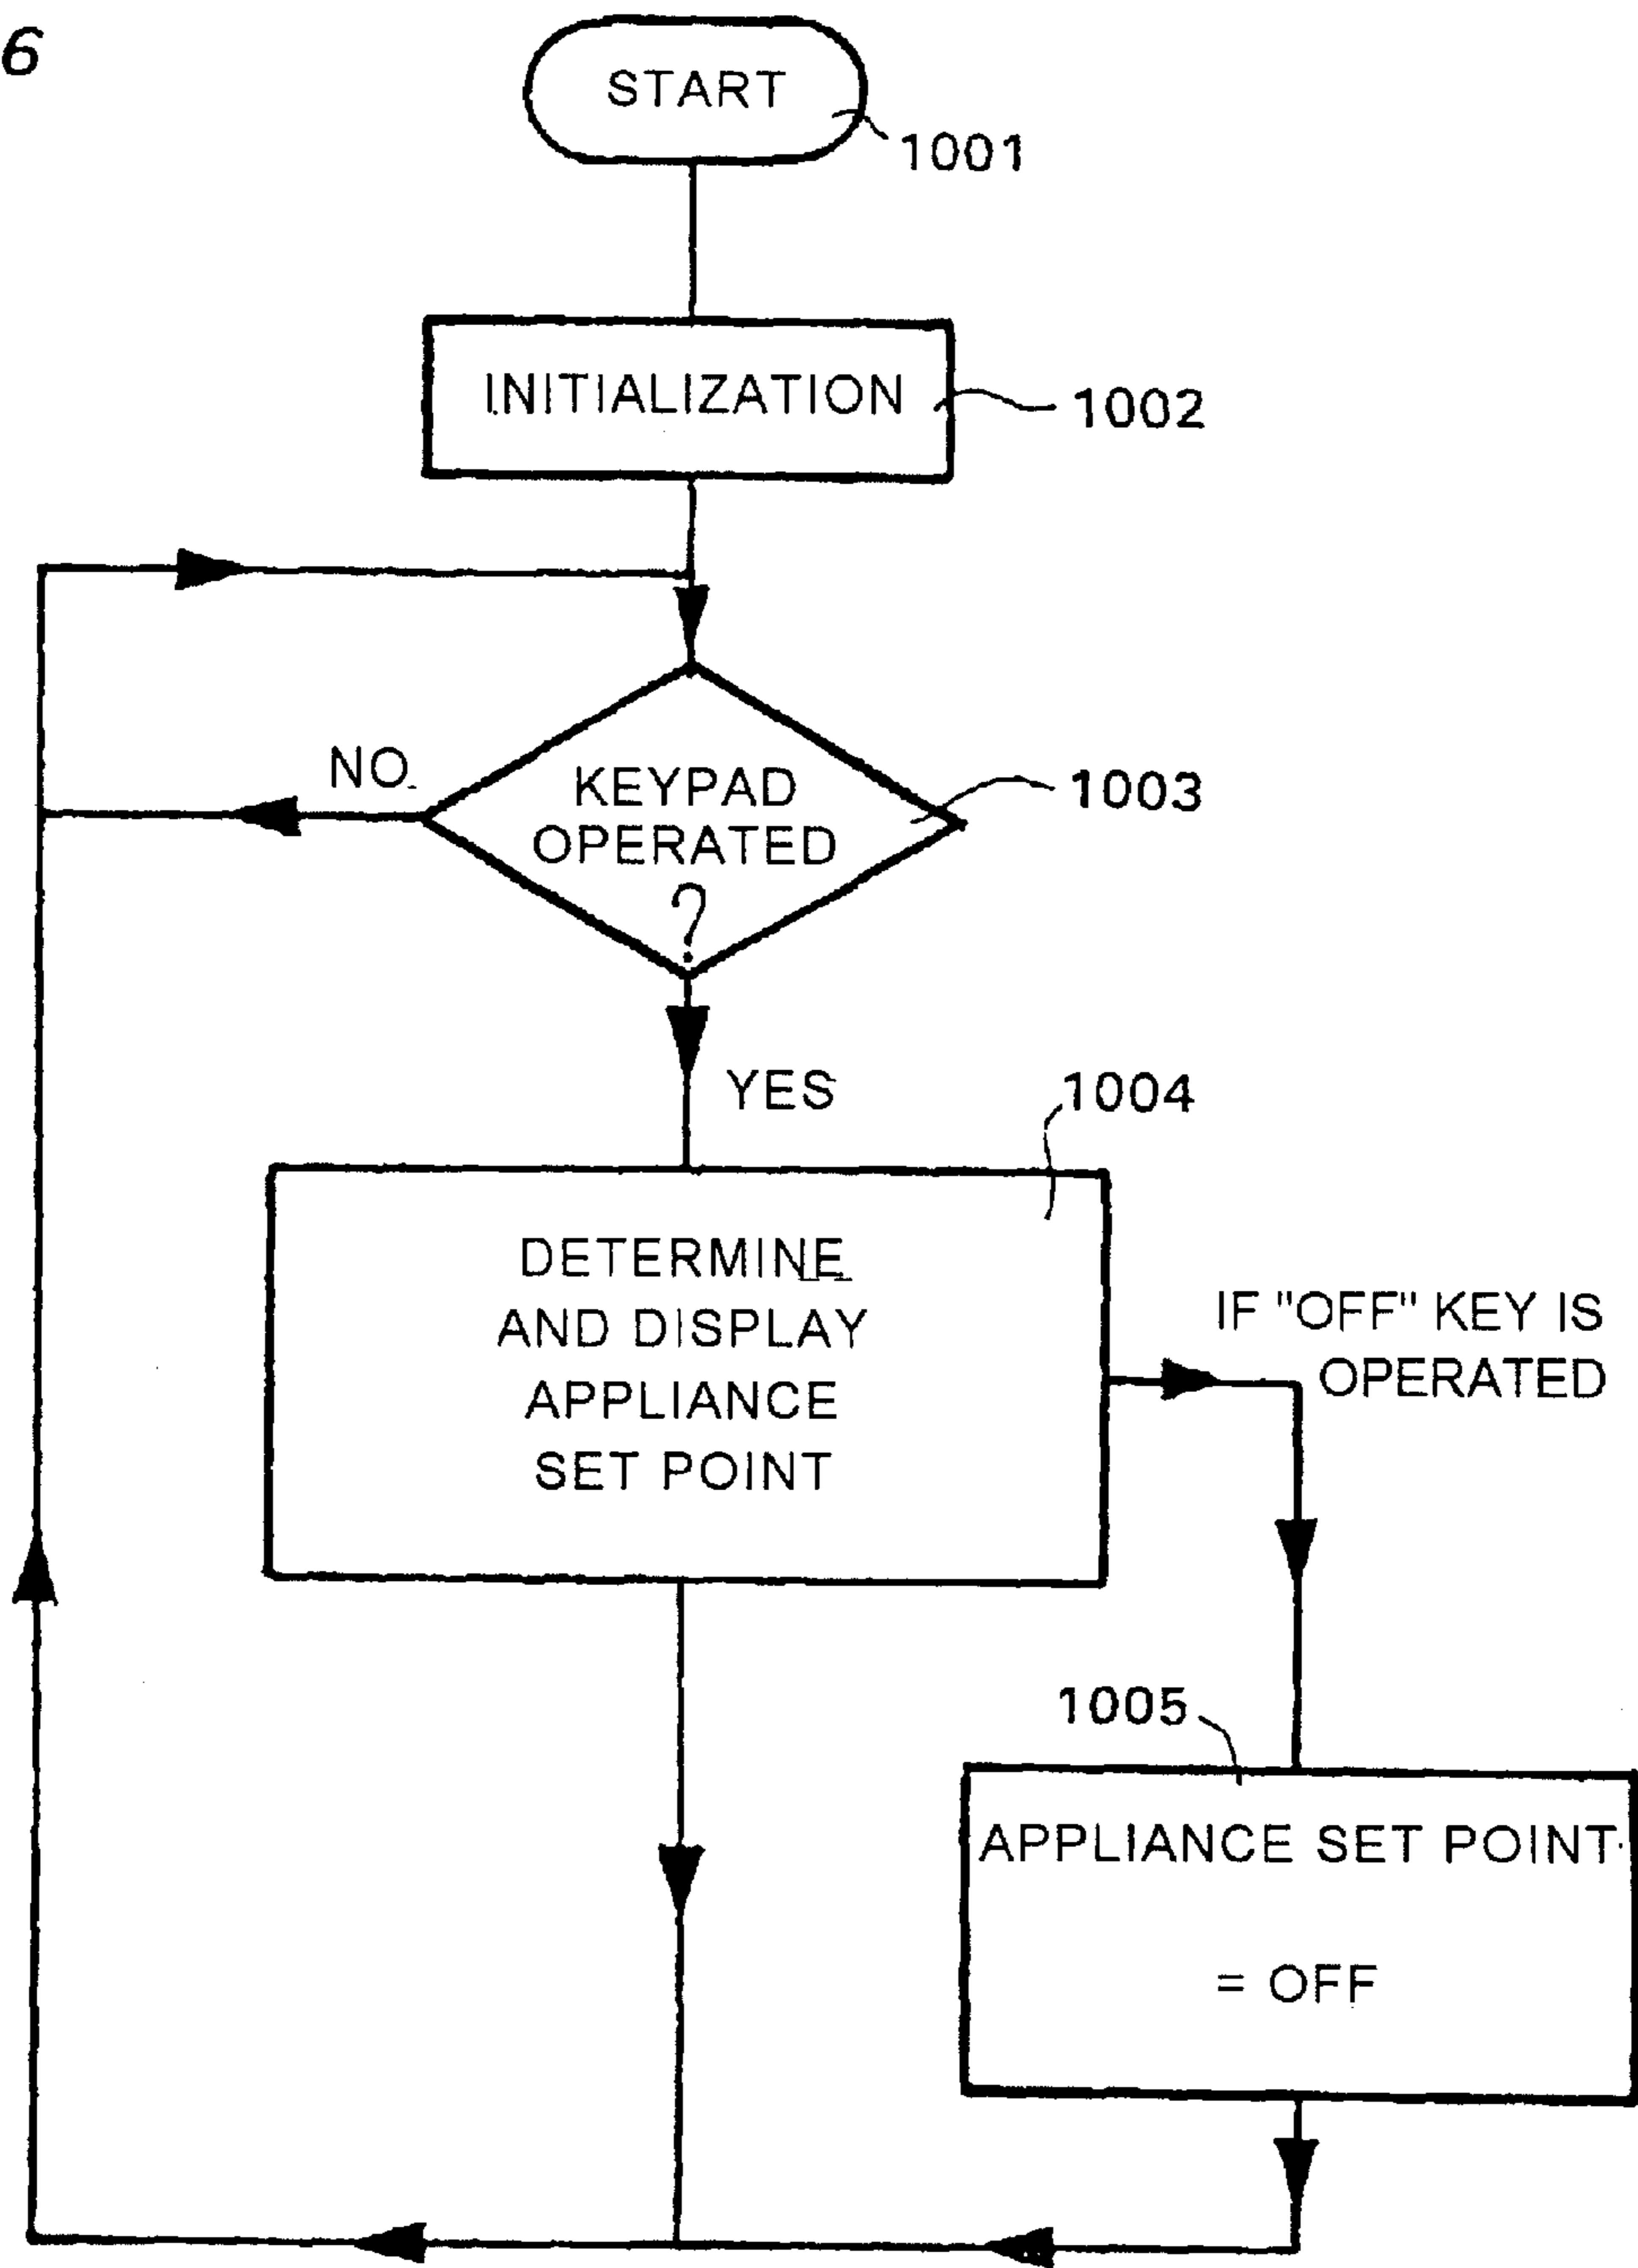 6
START
1001
INITIALIZATION
1002
NO
KEYPAD
OPERATED
?
1003
YES
1004
DETERMINE
AND DISPLAY
APPLIANCE
SET POINT
IF "OFF" KEY IS
OPERATED
1005
APPLIANCE SET POINT
= OFF